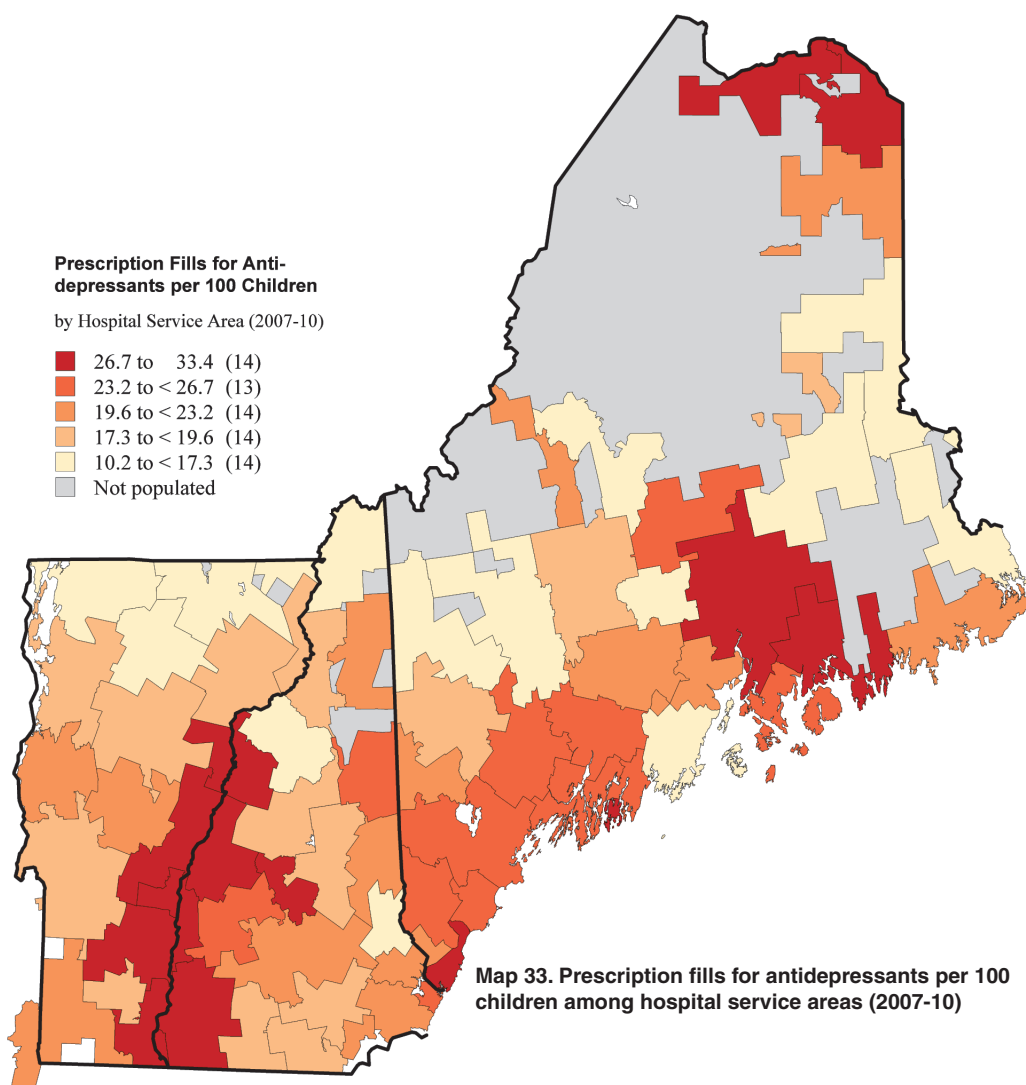 Prescription Fills for Anti-
depressants per 100 Children
by Hospital Service Area (2007-10)
26.7 to 33.4 (14)
23.2 to < 26.7 (13)
19.6 to < 23.2 (14)
17.3 to < 19.6 (14)
10.2 to < 17.3 (14)
Not populated
Map 33. Prescription fills for antidepressants per 100
children among hospital service areas (2007-10)